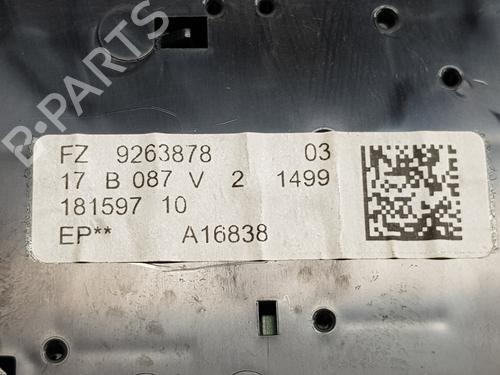 B-PARTS
FZ 9263878 03
17 B 087 V 2 1499
181597 10
EP** A16838